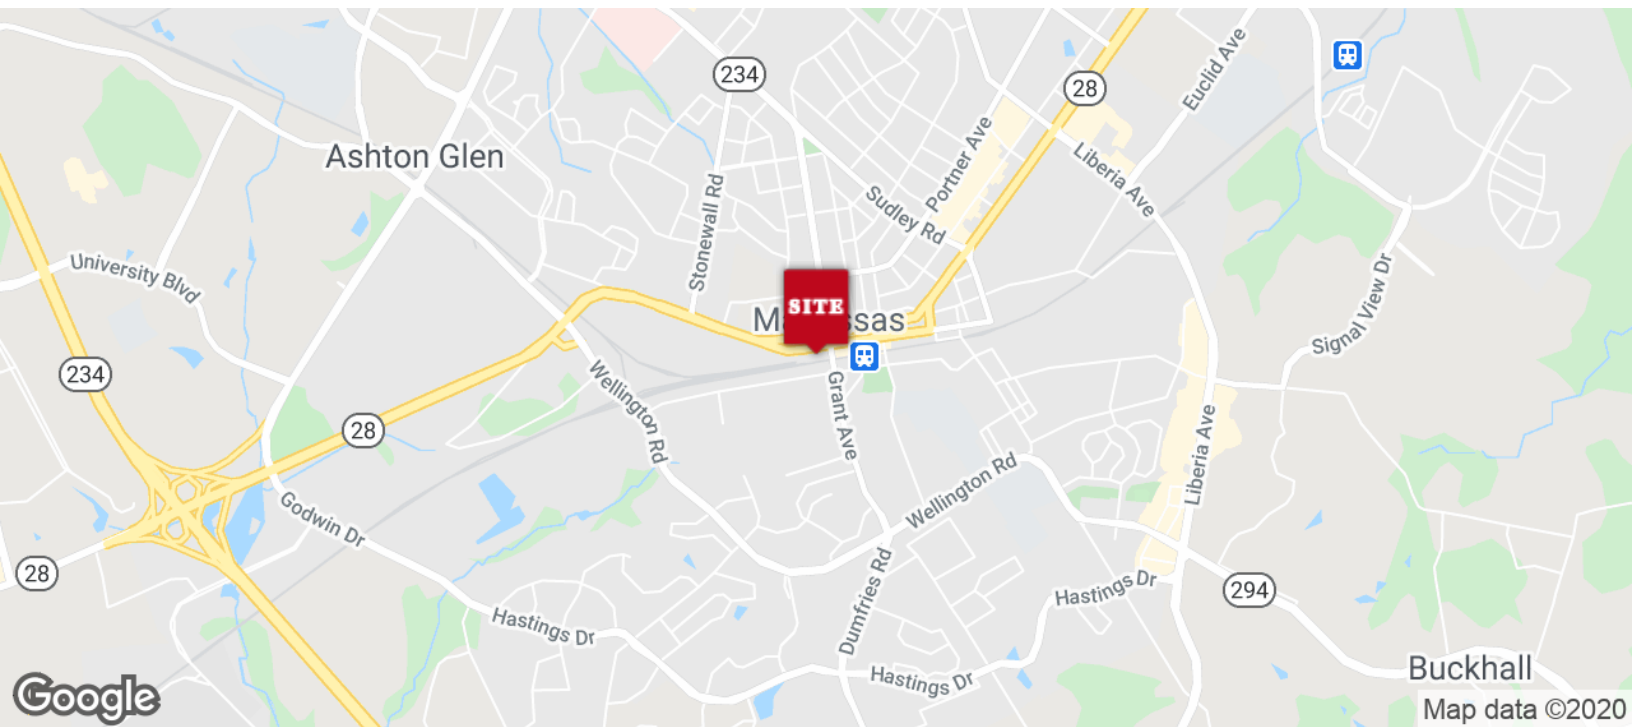 234
28
Euclid Ave
Ashton Glen
Portner Ave
Liberia Ave
Stonewall Rd
Sudley Rd
University Blvd
SITE
Signal View Dr
234
Wellington Rd
Grant Ave
28
Liberia Ave
Wellington Rd
Godwin Dr
28
Dumfries Rd
Hastings Dr
294
Hastings Dr
Buckhall
Hastings Dr
Google
Map data ©2020